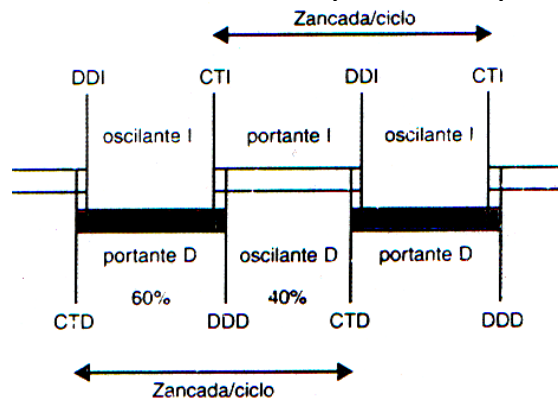 Zancada/ciclo
DDI CTI DDI CTI
oscilante I portante I oscilante I
portante D oscilante D portante D
60% 40%
CTD DDD CTD DDD
Zancada/ciclo